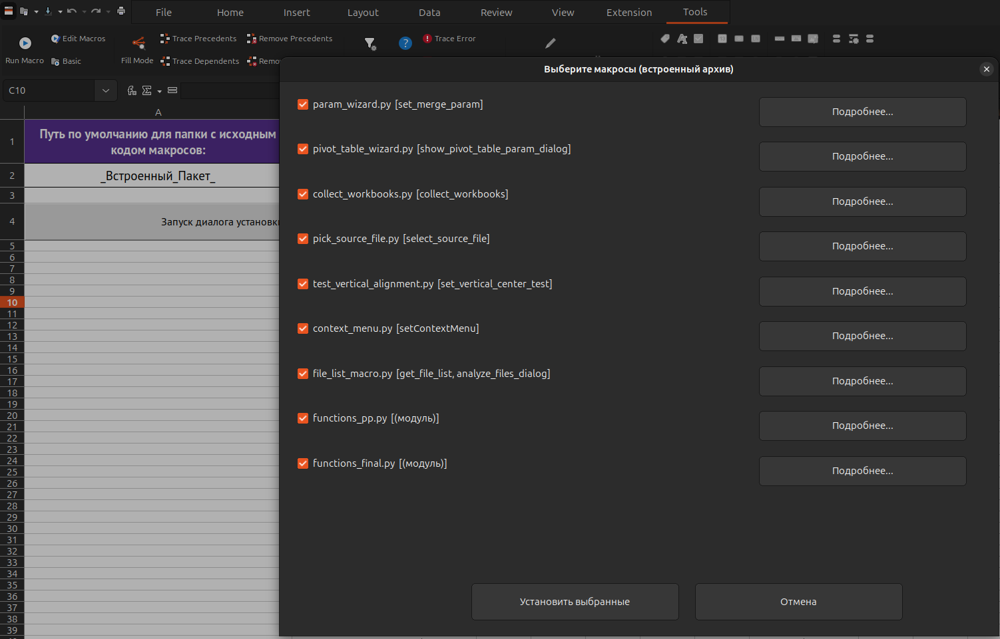 File Home Insert Layout Data Review View Extension Tools
Edit Macros Trace Precedents Remove Precedents Trace Error
Run Macro Basic Fill Mode Trace Dependents
C10
A
Выберите макросы (встроенный архив)
1 Путь по умолчанию для папки с исходным
кодом макросов:
2 _Встроенный_Пакет_
3
4 Запуск диалога установки
5
6
7
8
9
10
11
12
13
14
15
16
17
18
19
20
21
22
23
24
25
26
27
28
29
30
31
32
33
34
35
36
37
38
39
param_wizard.py [set_merge_param] Подробнее...
pivot_table_wizard.py [show_pivot_table_param_dialog] Подробнее...
collect_workbooks.py [collect_workbooks] Подробнее...
pick_source_file.py [select_source_file] Подробнее...
test_vertical_alignment.py [set_vertical_center_test] Подробнее...
context_menu.py [setContextMenu] Подробнее...
file_list_macro.py [get_file_list, analyze_files_dialog] Подробнее...
functions_pp.py [(модуль)] Подробнее...
functions_final.py [(модуль)] Подробнее...
Установить выбранные Отмена